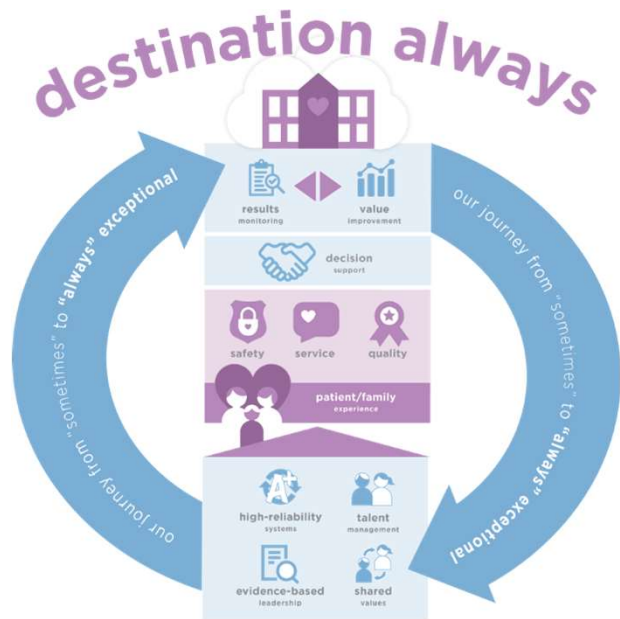 destination always
results
monitoring
value
improvement
decision
support
safety
service
quality
patient/family
experience
A+
high-reliability
systems
talent
management
evidence-based
leadership
shared
values
our journey from "sometimes" to "always" exceptional
our journey from "sometimes" to "always" exceptional